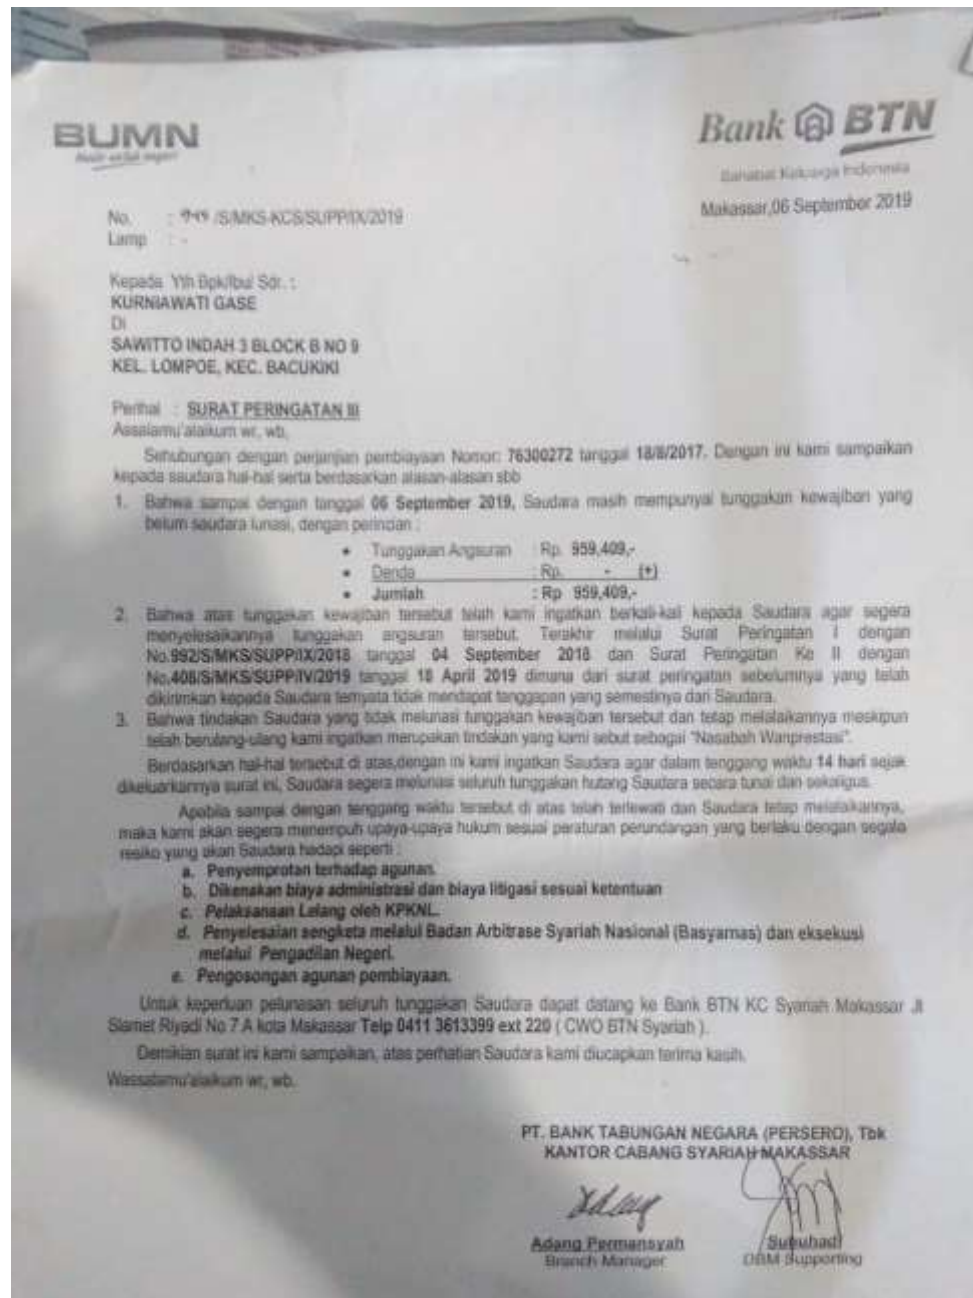 BUMN
Hadir untuk negeri
Bank BTN
Sahabat Keluarga Indonesia
Makassar,06 September 2019
No. : /S/MKS-KCS/SUPP/IX/2019
Lamp : -
Kepada Yth Bpk/Ibu/ Sdr. :
KURNIAWATI GASE
Di
SAWITTO INDAH 3 BLOCK B NO 9
KEL. LOMPOE, KEC. BACUKIKI
Perihal : SURAT PERINGATAN III
Assalamu'alaikum wr, wb,
Sehubungan dengan perjanjian pembiayaan Nomor: 76300272 tanggal 18/8/2017. Dengan ini kami sampaikan
kepada saudara hal-hal serta berdasarkan alasan-alasan sbb
1. Bahwa sampai dengan tanggal 06 September 2019, Saudara masih mempunyai tunggakan kewajiban yang
belum saudara lunasi, dengan perincian :
• Tunggakan Angsuran : Rp. 959,409,-
• Denda : Rp. - (+)
• Jumlah : Rp 959,409,-
2. Bahwa atas tunggakan kewajiban tersebut telah kami ingatkan berkali-kali kepada Saudara agar segera
menyelesaikannya tunggakan angsuran tersebut. Terakhir melalui Surat Peringatan I dengan
No.992/S/MKS/SUPP/IX/2018 tanggal 04 September 2018 dan Surat Peringatan Ke II dengan
No.408/S/MKS/SUPP/IV/2019 tanggal 18 April 2019 dimana dari surat peringatan sebelumnya yang telah
dikirimkan kepada Saudara ternyata tidak mendapat tanggapan yang semestinya dari Saudara.
3. Bahwa tindakan Saudara yang tidak melunasi tunggakan kewajiban tersebut dan tetap melalaikannya meskipun
telah berulang-ulang kami ingatkan merupakan tindakan yang kami sebut sebagai "Nasabah Wanprestasi".
Berdasarkan hal-hal tersebut di atas,dengan ini kami ingatkan Saudara agar dalam tenggang waktu 14 hari sejak
dikeluarkannya surat ini, Saudara segera melunasi seluruh tunggakan hutang Saudara secara tunai dan sekaligus.
Apabila sampai dengan tenggang waktu tersebut di atas telah terlewati dan Saudara tetap melalaikannya,
maka kami akan segera menempuh upaya-upaya hukum sesuai peraturan perundangan yang berlaku dengan segala
resiko yang akan Saudara hadapi seperti :
a. Penyemprotan terhadap agunan.
b. Dikenakan biaya administrasi dan biaya litigasi sesuai ketentuan
c. Pelaksanaan Lelang oleh KPKNL.
d. Penyelesaian sengketa melalui Badan Arbitrase Syariah Nasional (Basyarnas) dan eksekusi
melalui Pengadilan Negeri.
e. Pengosongan agunan pembiayaan.
Untuk keperluan pelunasan seluruh tunggakan Saudara dapat datang ke Bank BTN KC Syariah Makassar Jl
Slamet Riyadi No 7 A kota Makassar Telp 0411 3613399 ext 220 ( CWO BTN Syariah ).
Demikian surat ini kami sampaikan, atas perhatian Saudara kami diucapkan terima kasih.
Wassalamu'alaikum wr, wb.
PT. BANK TABUNGAN NEGARA (PERSERO), Tbk
KANTOR CABANG SYARIAH MAKASSAR
Adang Permansyah
Branch Manager
Subuhadi
DBM Supporting